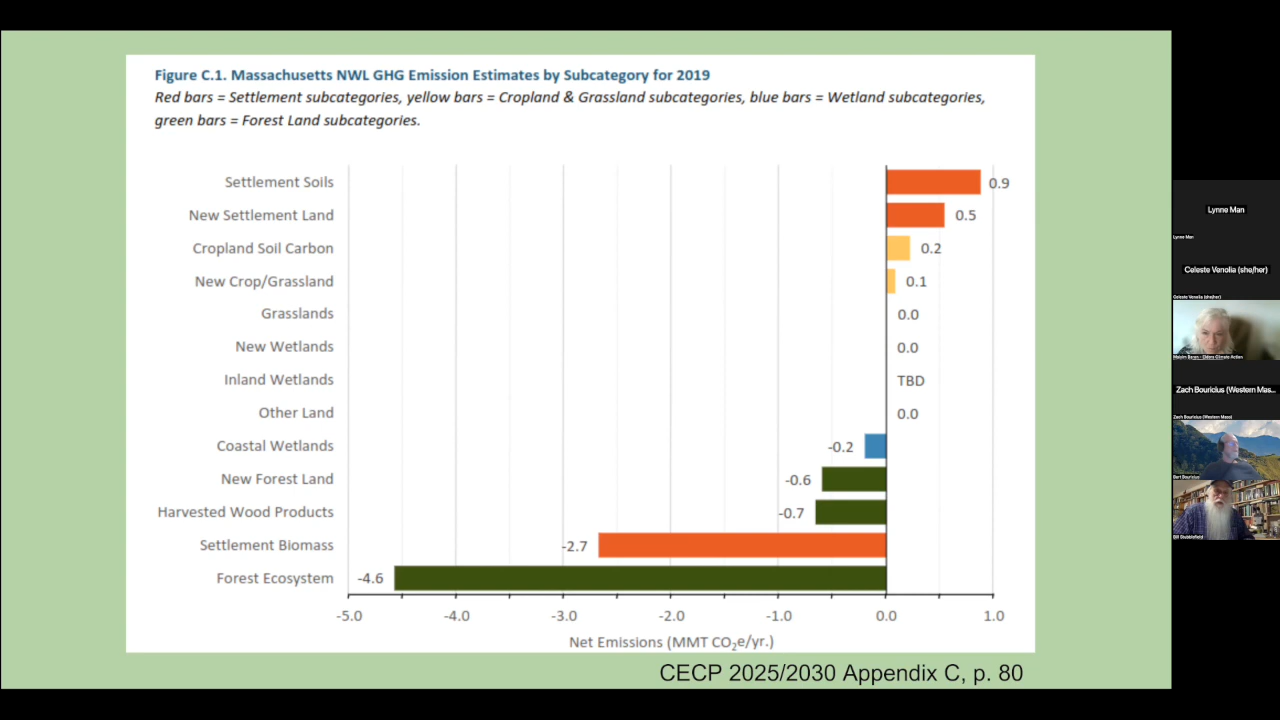 Figure C.1. Massachusetts NWL GHG Emission Estimates by Subcategory for 2019
Red bars = Settlement subcategories, yellow bars = Cropland & Grassland subcategories, blue bars = Wetland subcategories,
green bars = Forest Land subcategories.
Settlement Soils 0.9
New Settlement Land 0.5
Cropland Soil Carbon 0.2
New Crop/Grassland 0.1
Grasslands 0.0
New Wetlands 0.0
Inland Wetlands TBD
Other Land 0.0
Coastal Wetlands -0.2
New Forest Land -0.6
Harvested Wood Products -0.7
Settlement Biomass -2.7
Forest Ecosystem -4.6
-5.0 -4.0 -3.0 -2.0 -1.0 0.0 1.0
Net Emissions (MMT CO₂e/yr.)
CECP 2025/2030 Appendix C, p. 80
Lynne Man
Lynne Man
Celeste Venolia (she/her)
Celeste Venolia (she/her)
Elders Climate Action
Zach Bouricius (Western Mas...
Zach Bouricius (Western Mass)
Bart Bouricius
Bill Stubblefield